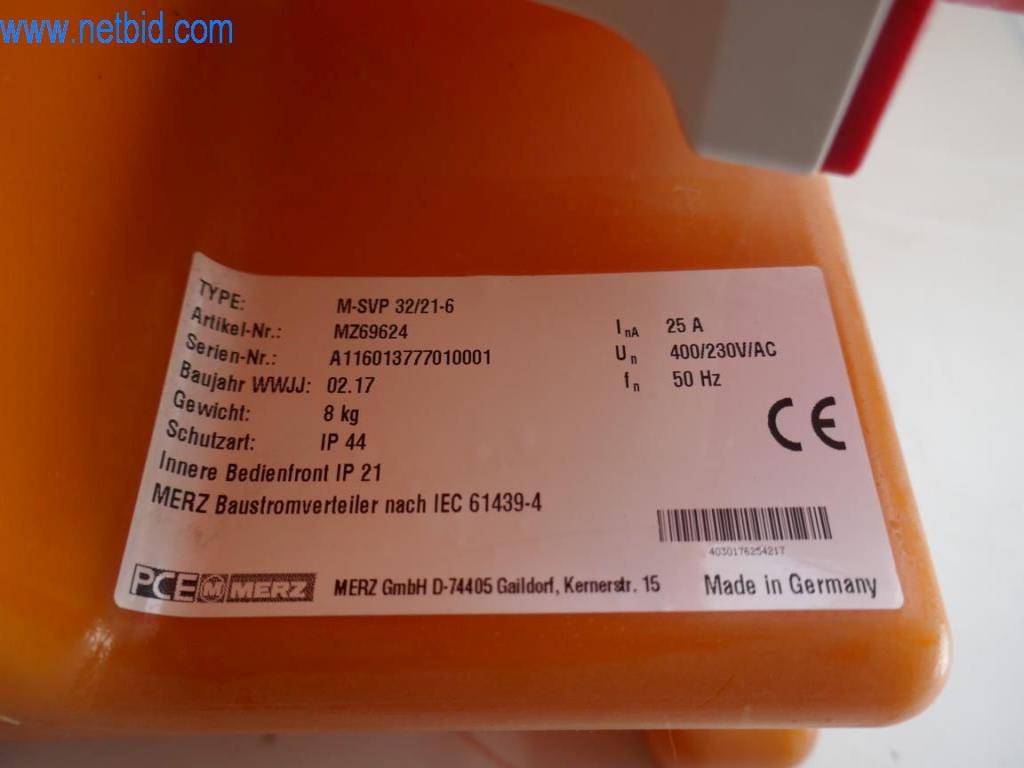 www.netbid.com
TYPE: M-SVP 32/21-6
Artikel-Nr.: MZ69624
Serien-Nr.: A116013777010001
Baujahr WWJJ: 02.17
Gewicht: 8 kg
Schutzart: IP 44
Innere Bedienfront IP 21
MERZ Baustromverteiler nach IEC 61439-4
InA 25 A
Un 400/230V/AC
fn 50 Hz
CE
4030176254217
PCE M MERZ MERZ GmbH D-74405 Gaildorf, Kernerstr. 15 Made in Germany